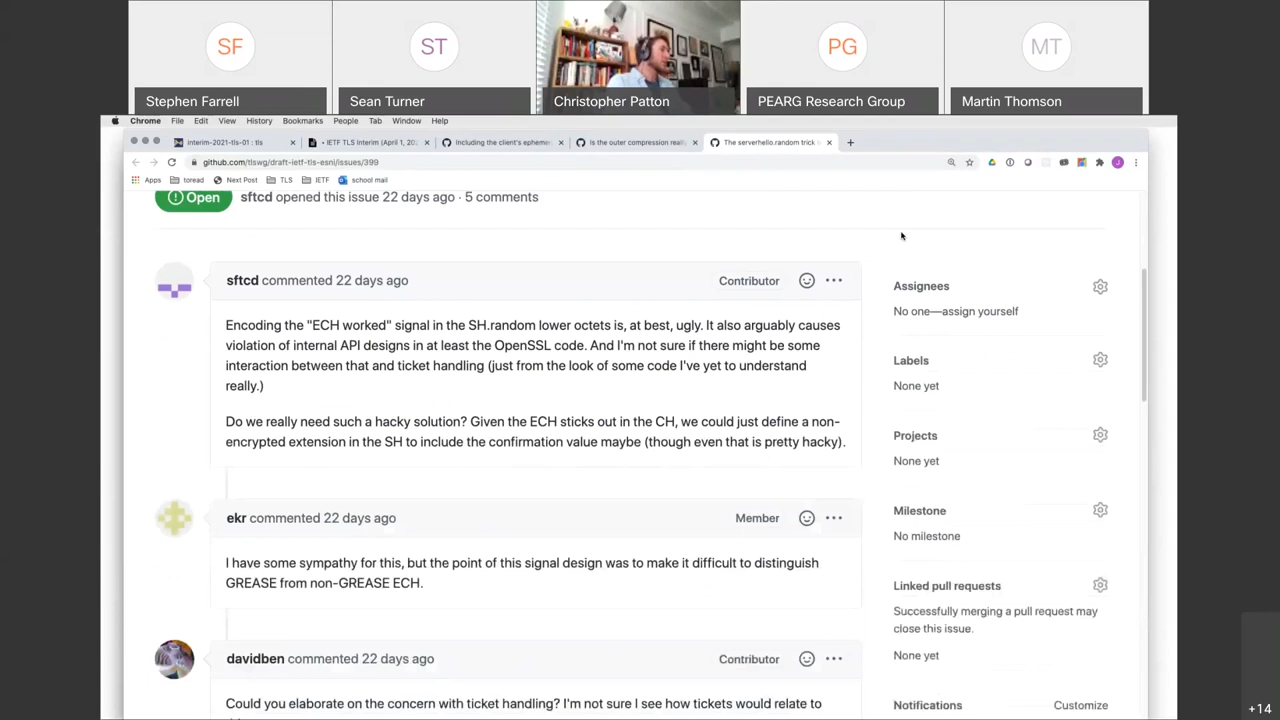 SF
ST
PG
MT
Stephen Farrell
Sean Turner
Christopher Patton
PEARG Research Group
Martin Thomson
Chrome File Edit View History Bookmarks People Tab Window Help
interim-2021-tls-01 : tls
IETF TLS Interim (April 1, 202
Including the client's ephemer
Is the outer compression really
The serverhello.random trick is
github.com/tlswg/draft-ietf-tls-esni/issues/399
J
Apps toread Next Post TLS IETF school mail
Open sftcd opened this issue 22 days ago · 5 comments
sftcd commented 22 days ago Contributor
Encoding the "ECH worked" signal in the SH.random lower octets is, at best, ugly. It also arguably causes
violation of internal API designs in at least the OpenSSL code. And I'm not sure if there might be some
interaction between that and ticket handling (just from the look of some code I've yet to understand
really.)
Do we really need such a hacky solution? Given the ECH sticks out in the CH, we could just define a non-
encrypted extension in the SH to include the confirmation value maybe (though even that is pretty hacky).
ekr commented 22 days ago Member
I have some sympathy for this, but the point of this signal design was to make it difficult to distinguish
GREASE from non-GREASE ECH.
davidben commented 22 days ago Contributor
Could you elaborate on the concern with ticket handling? I'm not sure I see how tickets would relate to
Assignees
No one—assign yourself
Labels
None yet
Projects
None yet
Milestone
No milestone
Linked pull requests
Successfully merging a pull request may
close this issue.
None yet
Notifications Customize
+14